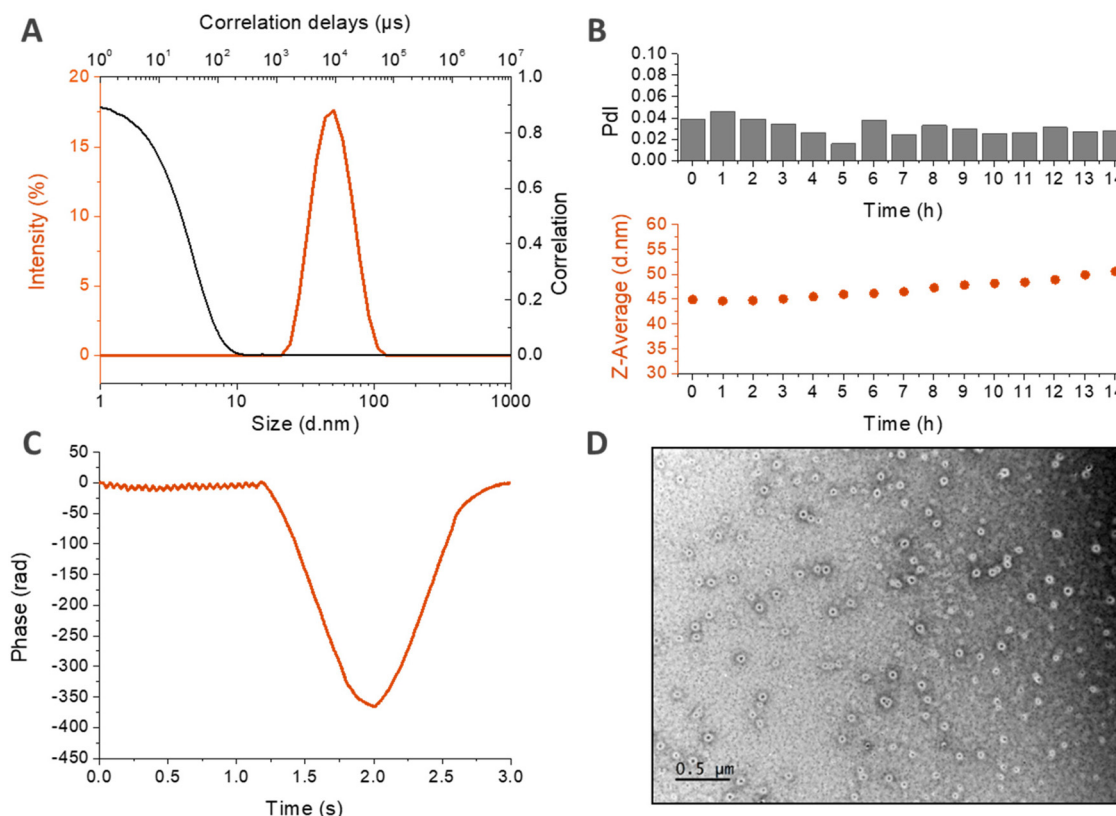 A
Correlation delays (µs)
10⁰ 10¹ 10² 10³ 10⁴ 10⁵ 10⁶ 10⁷
Intensity (%)
20
15
10
5
0
1.0
0.8
0.6
0.4
0.2
0.0
Correlation
1 10 100 1000
Size (d.nm)
B
PdI
0.10
0.08
0.06
0.04
0.02
0.00
0 1 2 3 4 5 6 7 8 9 10 11 12 13 14
Time (h)
Z-Average (d.nm)
60
55
50
45
40
35
30
0 1 2 3 4 5 6 7 8 9 10 11 12 13 14
Time (h)
C
Phase (rad)
50
0
-50
-100
-150
-200
-250
-300
-350
-400
-450
0.0 0.5 1.0 1.5 2.0 2.5 3.0
Time (s)
D
0.5 µm